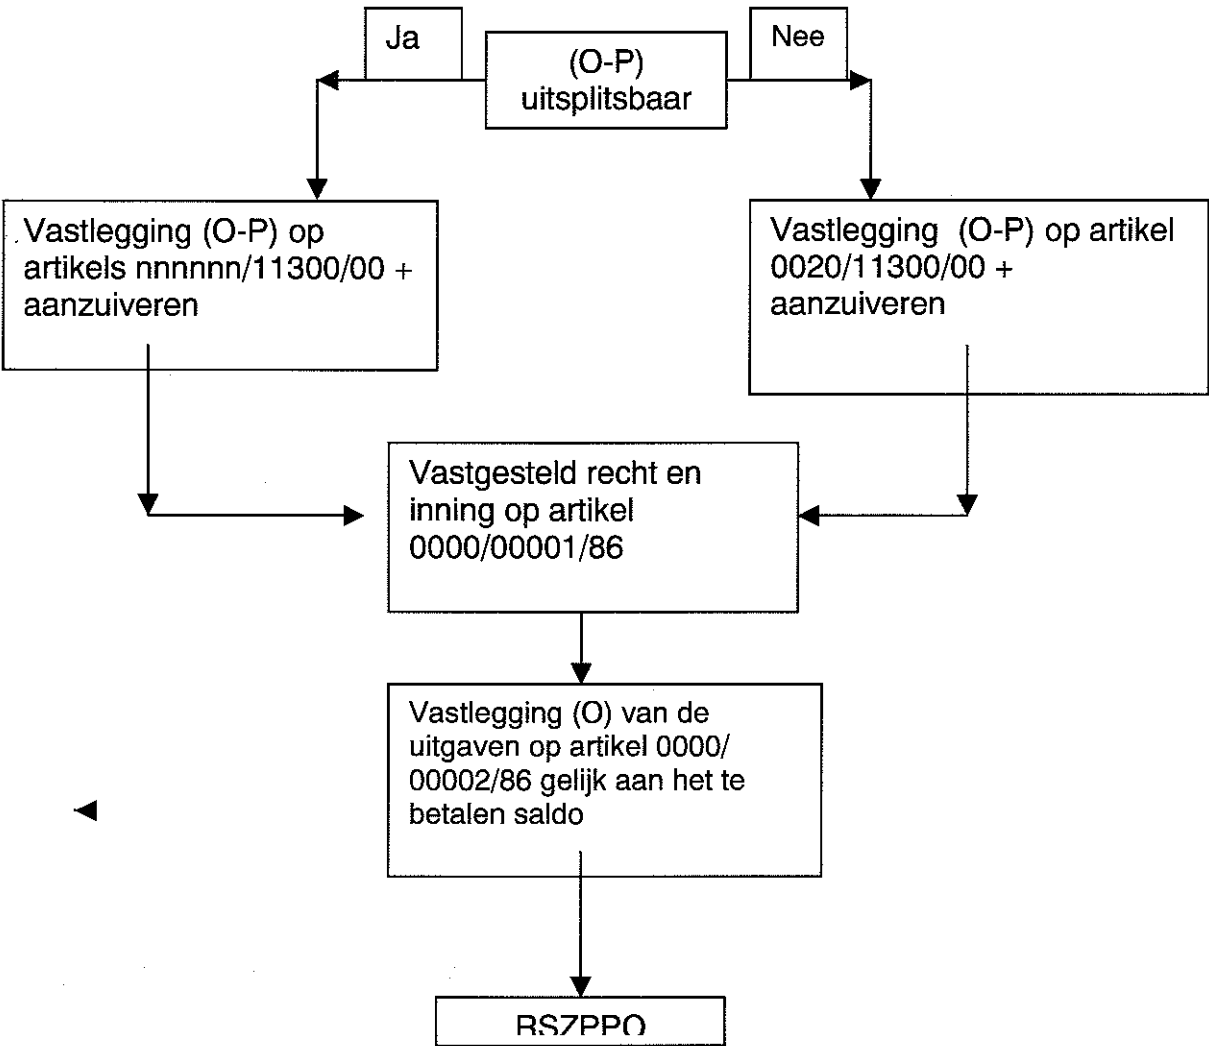 Ja
(O-P)
uitsplitsbaar
Nee
Vastlegging (O-P) op
artikels nnnnnn/11300/00 +
aanzuiveren
Vastlegging (O-P) op artikel
0020/11300/00 +
aanzuiveren
Vastgesteld recht en
inning op artikel
0000/00001/86
Vastlegging (O) van de
uitgaven op artikel 0000/
00002/86 gelijk aan het te
betalen saldo
RSZPPO